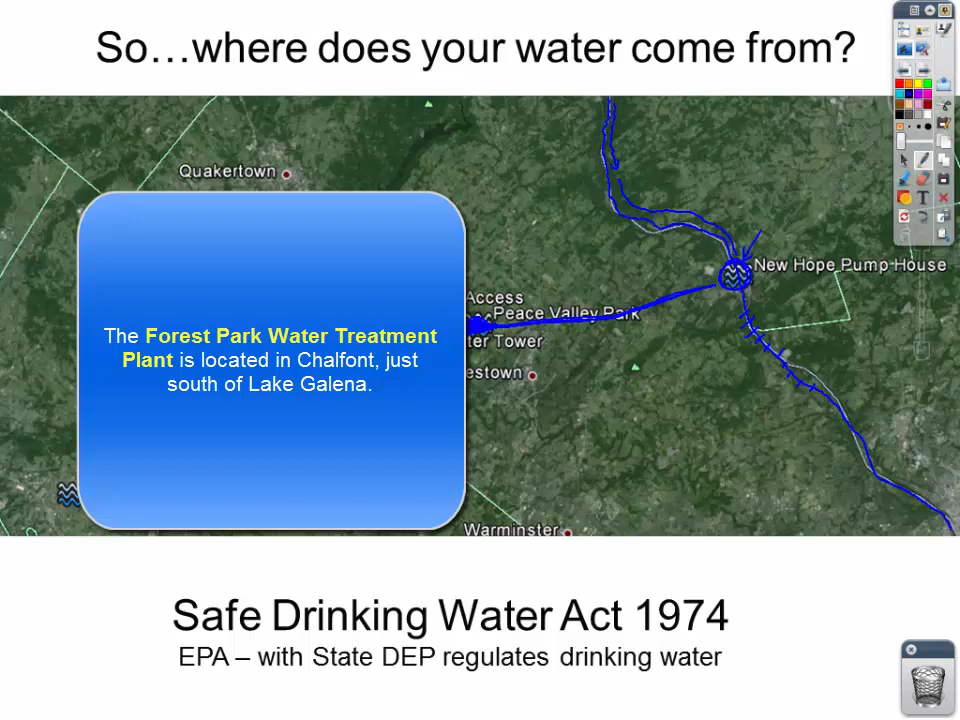 So…where does your water come from?
Quakertown
New Hope Pump House
Access
Peace Valley Park
ter Tower
estown
The Forest Park Water Treatment
Plant is located in Chalfont, just
south of Lake Galena.
Warminster
Safe Drinking Water Act 1974
EPA – with State DEP regulates drinking water